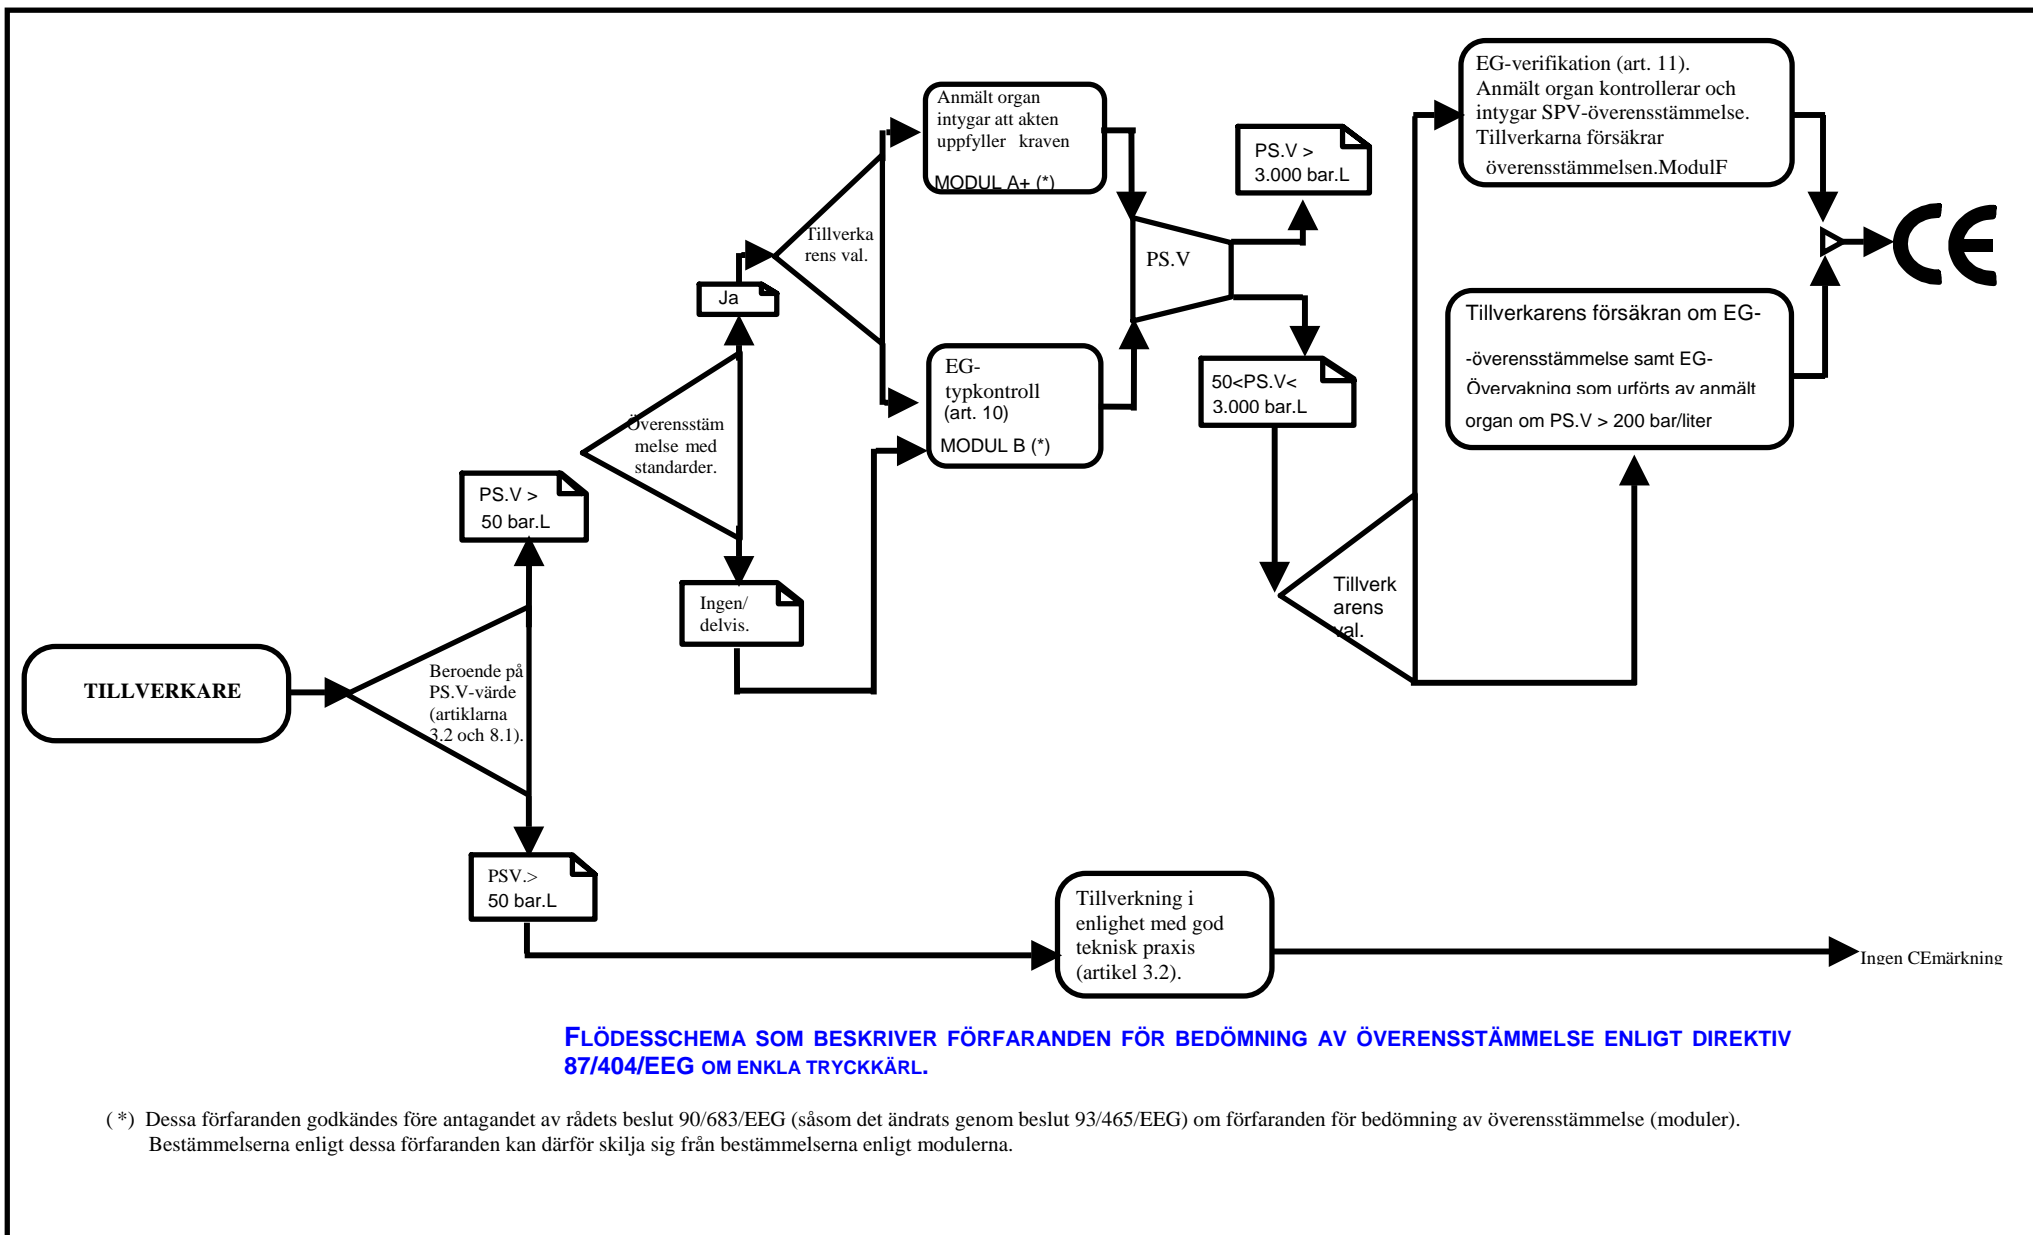 EG-verifikation (art. 11).
Anmält organ kontrollerar och
intygar SPV-överensstämmelse.
Tillverkarna försäkrar
överensstämmelsen.ModulF
Anmält organ
intygar att akten
uppfyller kraven
MODUL A+ (*)
PS.V >
3.000 bar.L
Tillverka
rens val.
PS.V
CE
Ja
Tillverkarens försäkran om EG-
-överensstämmelse samt EG-
Övervakning som urförts av anmält
organ om PS.V > 200 bar/liter
EG-
typkontroll
(art. 10)
MODUL B (*)
50<PS.V<
3.000 bar.L
Överensstäm
melse med
standarder.
PS.V >
50 bar.L
Ingen/
delvis.
Tillverk
arens
val.
TILLVERKARE
Beroende på
PS.V-värde
(artiklarna
3.2 och 8.1).
PSV.>
50 bar.L
Tillverkning i
enlighet med god
teknisk praxis
(artikel 3.2).
Ingen CEmärkning
FLÖDESSCHEMA SOM BESKRIVER FÖRFARANDEN FÖR BEDÖMNING AV ÖVERENSSTÄMMELSE ENLIGT DIREKTIV
87/404/EEG OM ENKLA TRYCKKÄRL.
(*) Dessa förfaranden godkändes före antagandet av rådets beslut 90/683/EEG (såsom det ändrats genom beslut 93/465/EEG) om förfaranden för bedömning av överensstämmelse (moduler).
Bestämmelserna enligt dessa förfaranden kan därför skilja sig från bestämmelserna enligt modulerna.